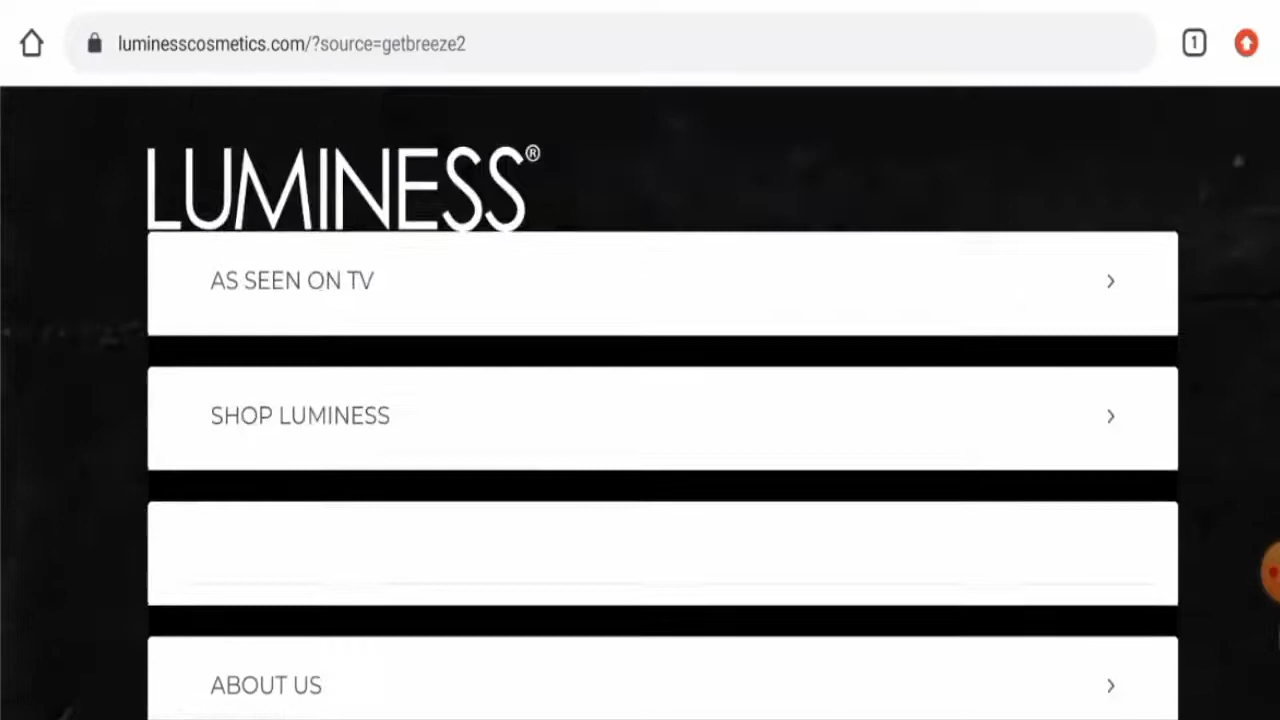 luminesscosmetics.com/?source=getbreeze2
1
LUMINESS®
AS SEEN ON TV
SHOP LUMINESS
ABOUT US